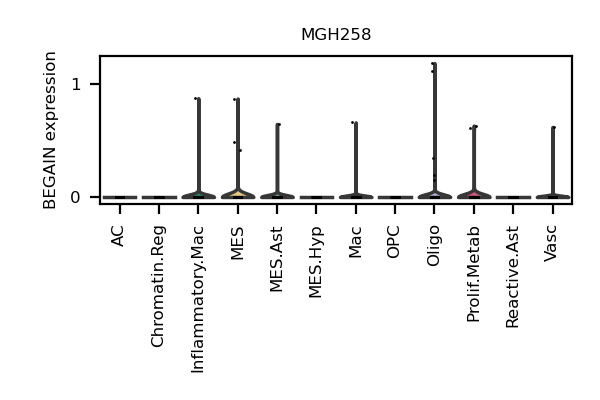 MGH258
BEGAIN expression
1
0
AC
Chromatin.Reg
Inflammatory.Mac
MES
MES.Ast
MES.Hyp
Mac
OPC
Oligo
Prolif.Metab
Reactive.Ast
Vasc